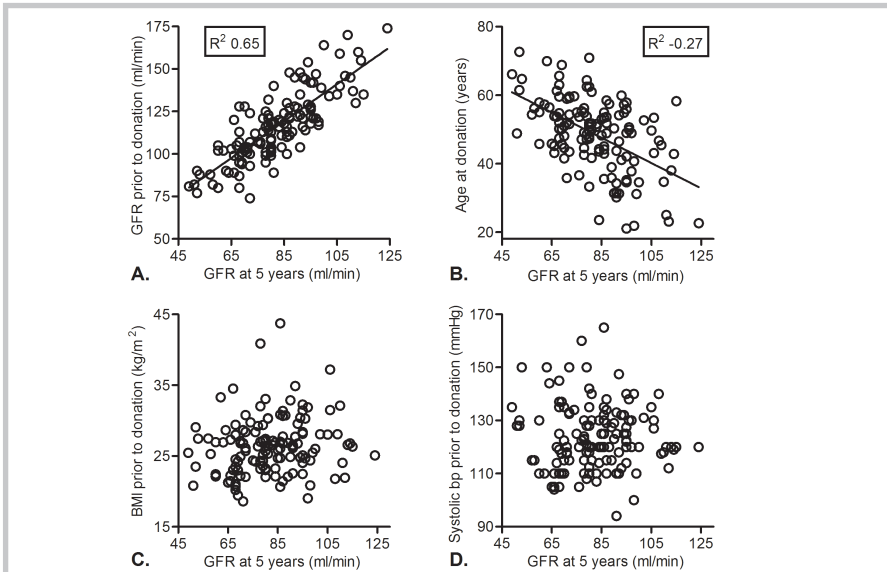 GFR prior to donation (ml/min)
175
150
125
100
75
50
R² 0.65
45 65 85 105 125
A. GFR at 5 years (ml/min)
Age at donation (years)
80
60
40
20
R² -0.27
45 65 85 105 125
B. GFR at 5 years (ml/min)
BMI prior to donation (kg/m²)
45
35
25
15
45 65 85 105 125
C. GFR at 5 years (ml/min)
Systolic bp prior to donation (mmHg)
170
150
130
110
90
45 65 85 105 125
D. GFR at 5 years (ml/min)